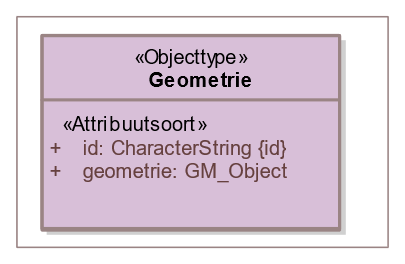 «Objecttype»
Geometrie
«Attribuutsoort»
+ id: CharacterString {id}
+ geometrie: GM_Object